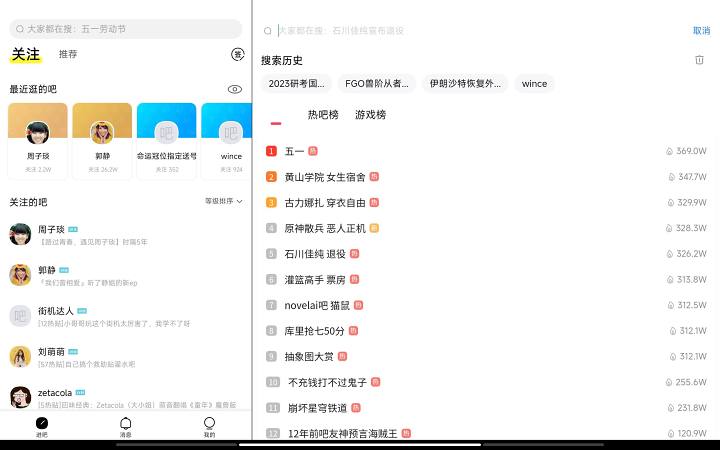 大家都在搜：五一劳动节
关注 推荐
签
最近逛的吧
周子琰 郭静 命运冠位指定送号 wince
关注 2.2W 关注 26.2W 关注 352 关注 924
关注的吧 等级排序
周子琰
【路过青春，遇见周子琰】时隔5年
郭静
『我们曾相爱』听了静姐的新ep
街机达人
[12热贴]小哥哥玩这个街机太厉害了，我学不了呀
刘萌萌
[57热贴]自己搞个救助站灌水吧
zetacola
[5热贴]回味经典：Zetacola（大小姐）萌音翻唱《童年》魔兽版
进吧 消息 我的
大家都在搜：石川佳纯宣布退役 取消
搜索历史
2023研考国... FGO兽阶从者... 伊朗沙特恢复外... wince
热吧榜 游戏榜
1 五一 热 369.0W
2 黄山学院 女生宿舍 热 347.7W
3 古力娜扎 穿衣自由 热 329.9W
4 原神散兵 恶人正机 新 328.3W
5 石川佳纯 退役 热 326.2W
6 灌篮高手 票房 热 313.8W
7 novelai吧 猫鼠 热 312.5W
8 库里抢七50分 热 312.1W
9 抽象图大赏 热 312.1W
10 不充钱打不过鬼子 热 255.6W
11 崩坏星穹铁道 热 231.8W
12 12年前吧友神预言海贼王 热 120.9W